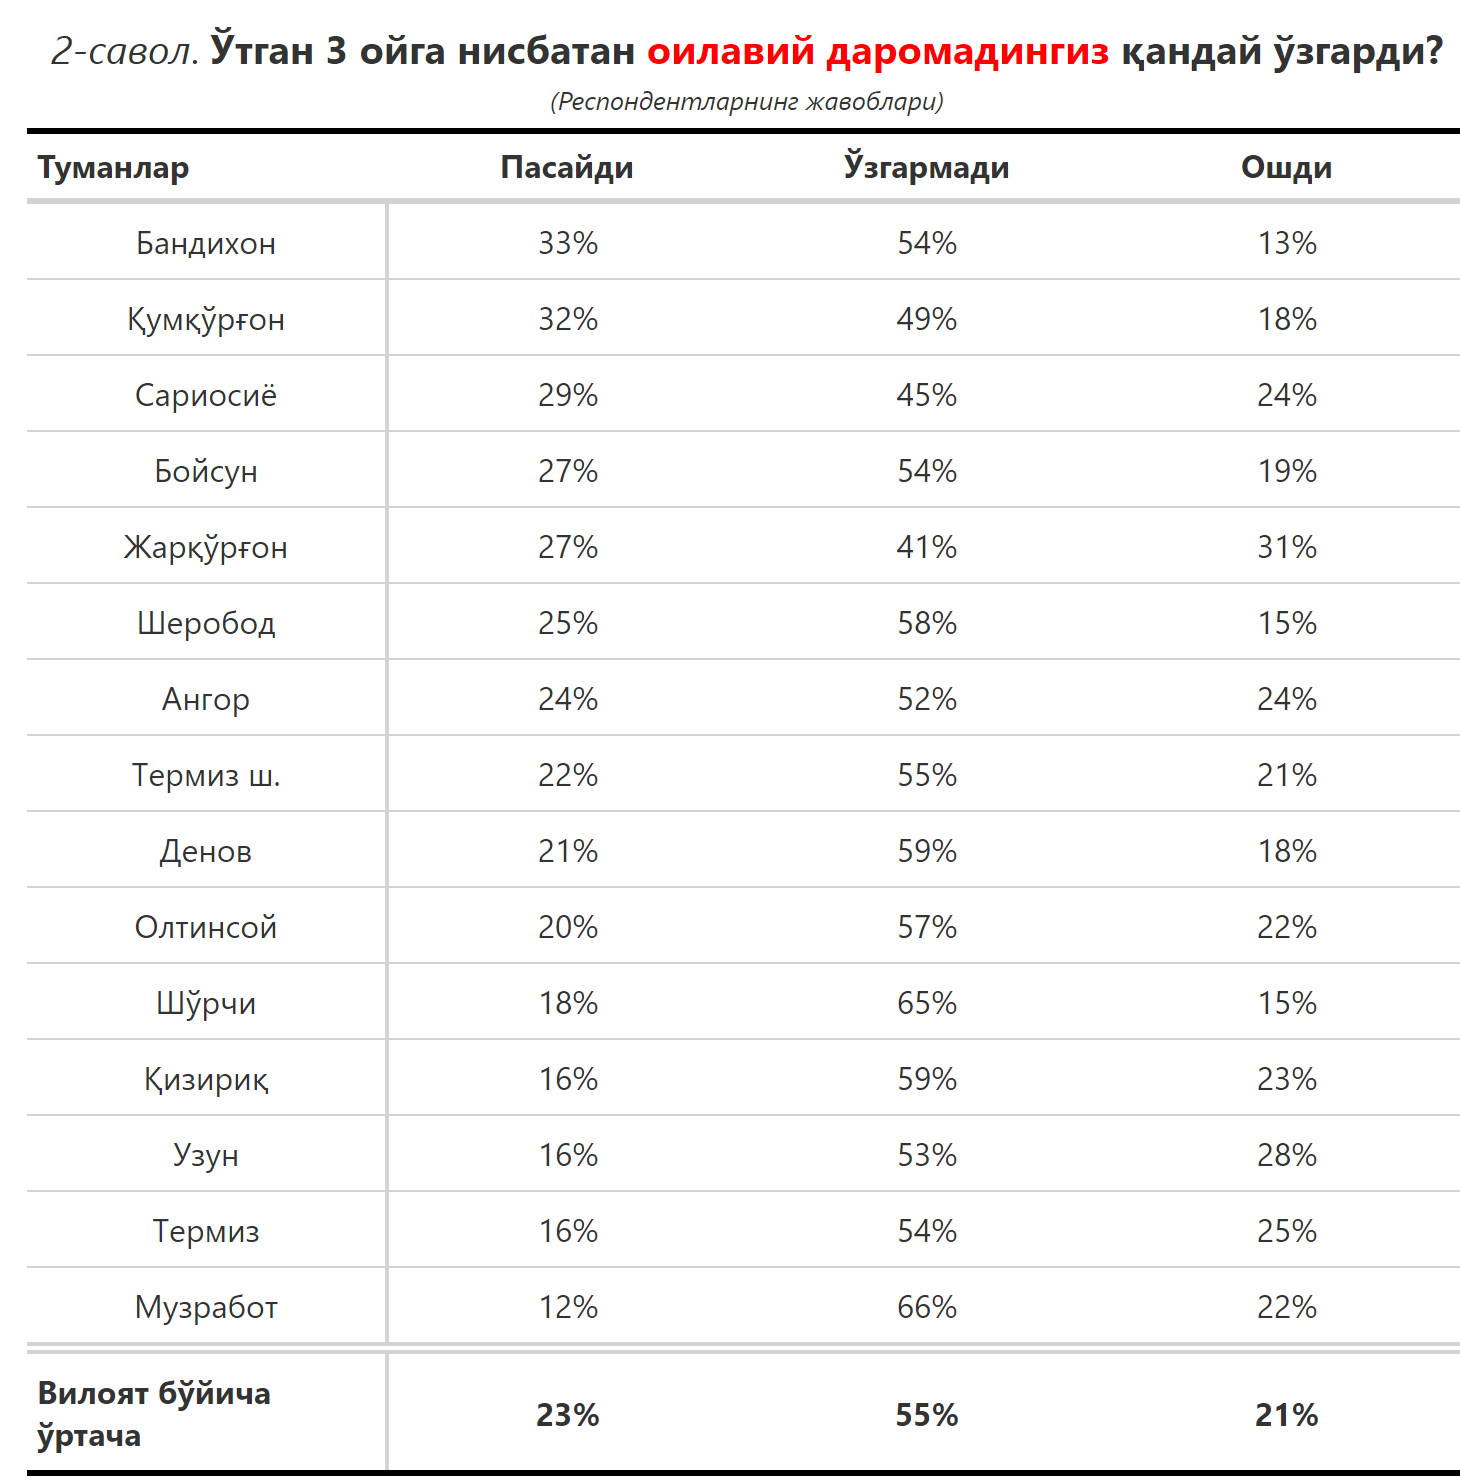 2-савол. Ўтган 3 ойга нисбатан оилавий даромадингиз қандай ўзгарди?
(Респондентларнинг жавоблари)
Туманлар Пасайди Ўзгармади Ошди
Бандихон 33% 54% 13%
Қумқўрғон 32% 49% 18%
Сариосиё 29% 45% 24%
Бойсун 27% 54% 19%
Жарқўрғон 27% 41% 31%
Шеробод 25% 58% 15%
Ангор 24% 52% 24%
Термиз ш. 22% 55% 21%
Денов 21% 59% 18%
Олтинсой 20% 57% 22%
Шўрчи 18% 65% 15%
Қизириқ 16% 59% 23%
Узун 16% 53% 28%
Термиз 16% 54% 25%
Музработ 12% 66% 22%
Вилоят бўйича
ўртача 23% 55% 21%